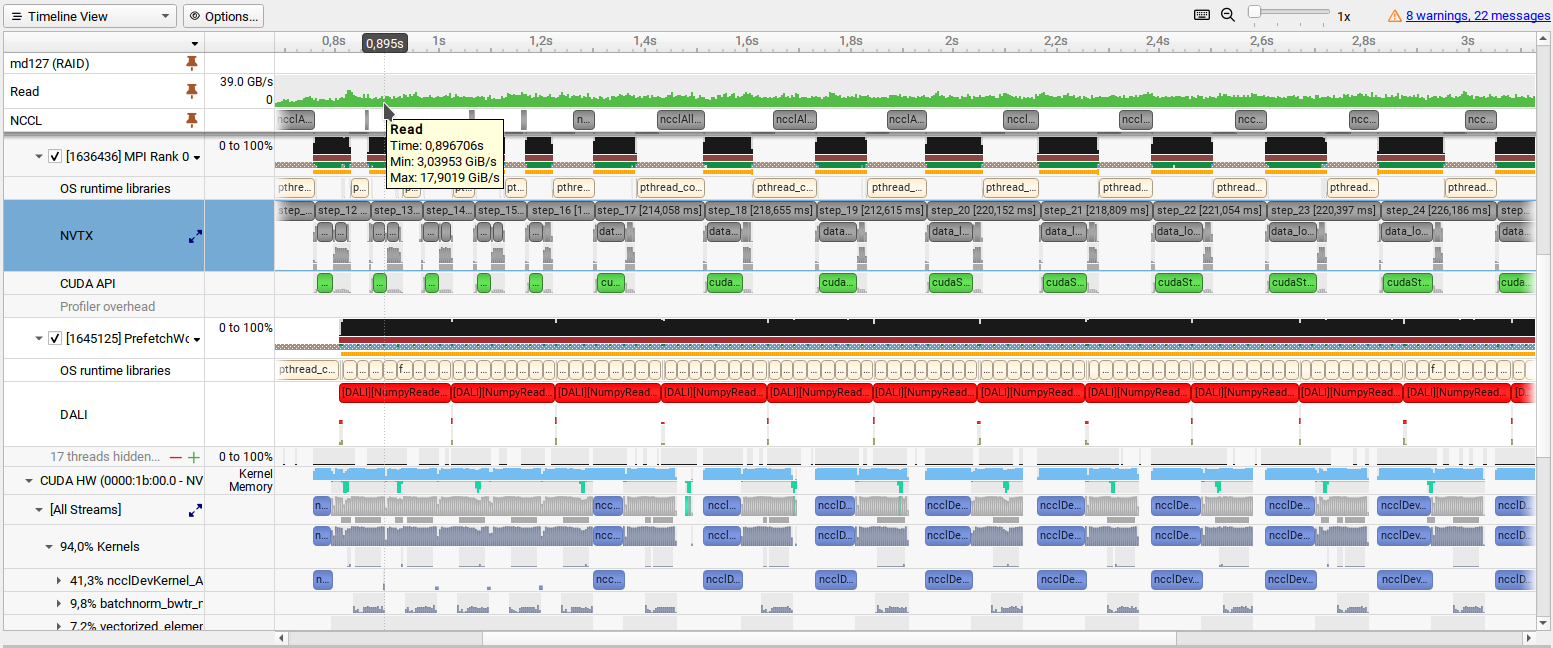 Timeline View
Options...
1x
8 warnings, 22 messages
0,8s 0,895s 1s 1,2s 1,4s 1,6s 1,8s 2s 2,2s 2,4s 2,6s 2,8s 3s
md127 (RAID)
Read 39.0 GB/s
0
NCCL ncclA... n... ncclAll... ncclAl... ncclA... nccl... nccl... ncc... ncc... ncc...
Read
Time: 0,896706s
Min: 3,03953 GiB/s
Max: 17,9019 GiB/s
[1636436] MPI Rank 0 0 to 100%
OS runtime libraries pthre... p... p... pt... pt... pthre... pthread_co... pthread_c... pthread_... pthread... pthread... pthread... pthread... pthread...
NVTX
step_... step_12 ... step_13... step_14... step_15... step_16 [1... step_17 [214,058 ms] step_18 [218,655 ms] step_19 [212,615 ms] step_20 [220,152 ms] step_21 [218,809 ms] step_22 [221,054 ms] step_23 [220,397 ms] step_24 [226,186 ms] step...
... ... ... ... ... ... ... ... ... dat... data... data_... data_l... data_l... data_lo... data_lo... data_lo... data...
CUDA API ... ... ... ... ... cu... cuda... cuda... cudaS... cudaS... cudaSt... cudaSt... cudaSt... cuda...
Profiler overhead
[1645125] PrefetchWo 0 to 100%
OS runtime libraries pthread_c... f... f...
DALI [DALI][NumpyReade... [DALI][NumpyRead... [DALI][NumpyRead... [DALI][NumpyRead... [DALI][NumpyRead... [DALI][NumpyRead... [DALI][NumpyRead... [DALI][NumpyRead... [DALI][NumpyRead... [DALI][NumpyRead... [DALI][NumpyRead... [D
17 threads hidden... 0 to 100%
CUDA HW (0000:1b:00.0 - NV Kernel
Memory
[All Streams] n... ncc... nccl... ncclD... ncclDe... ncclDe... ncclDe... ncclDe... ncclDev... ncclD
94,0% Kernels n... ncc... ncclD... ncclD... ncclDe... ncclDe... ncclDev... ncclDe... ncclDev... ncclD
41,3% ncclDevKernel_A n... ncc... ncclD... ncclD... ncclDe... ncclDe... ncclDev... ncclDev... ncclDev... ncclD
9,8% batchnorm_bwtr_r
7,2% vectorized_elemer